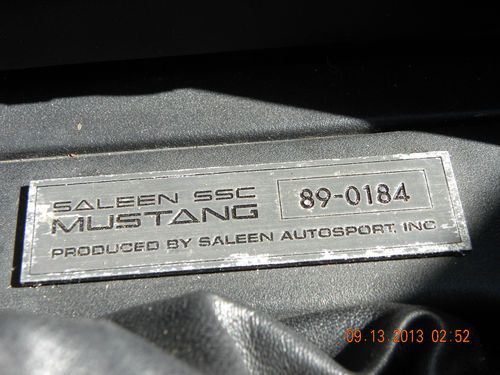 SALEEN SSC
MUSTANG
89-0184
PRODUCED BY SALEEN AUTOSPORT, INC
09.13.2013 02:52